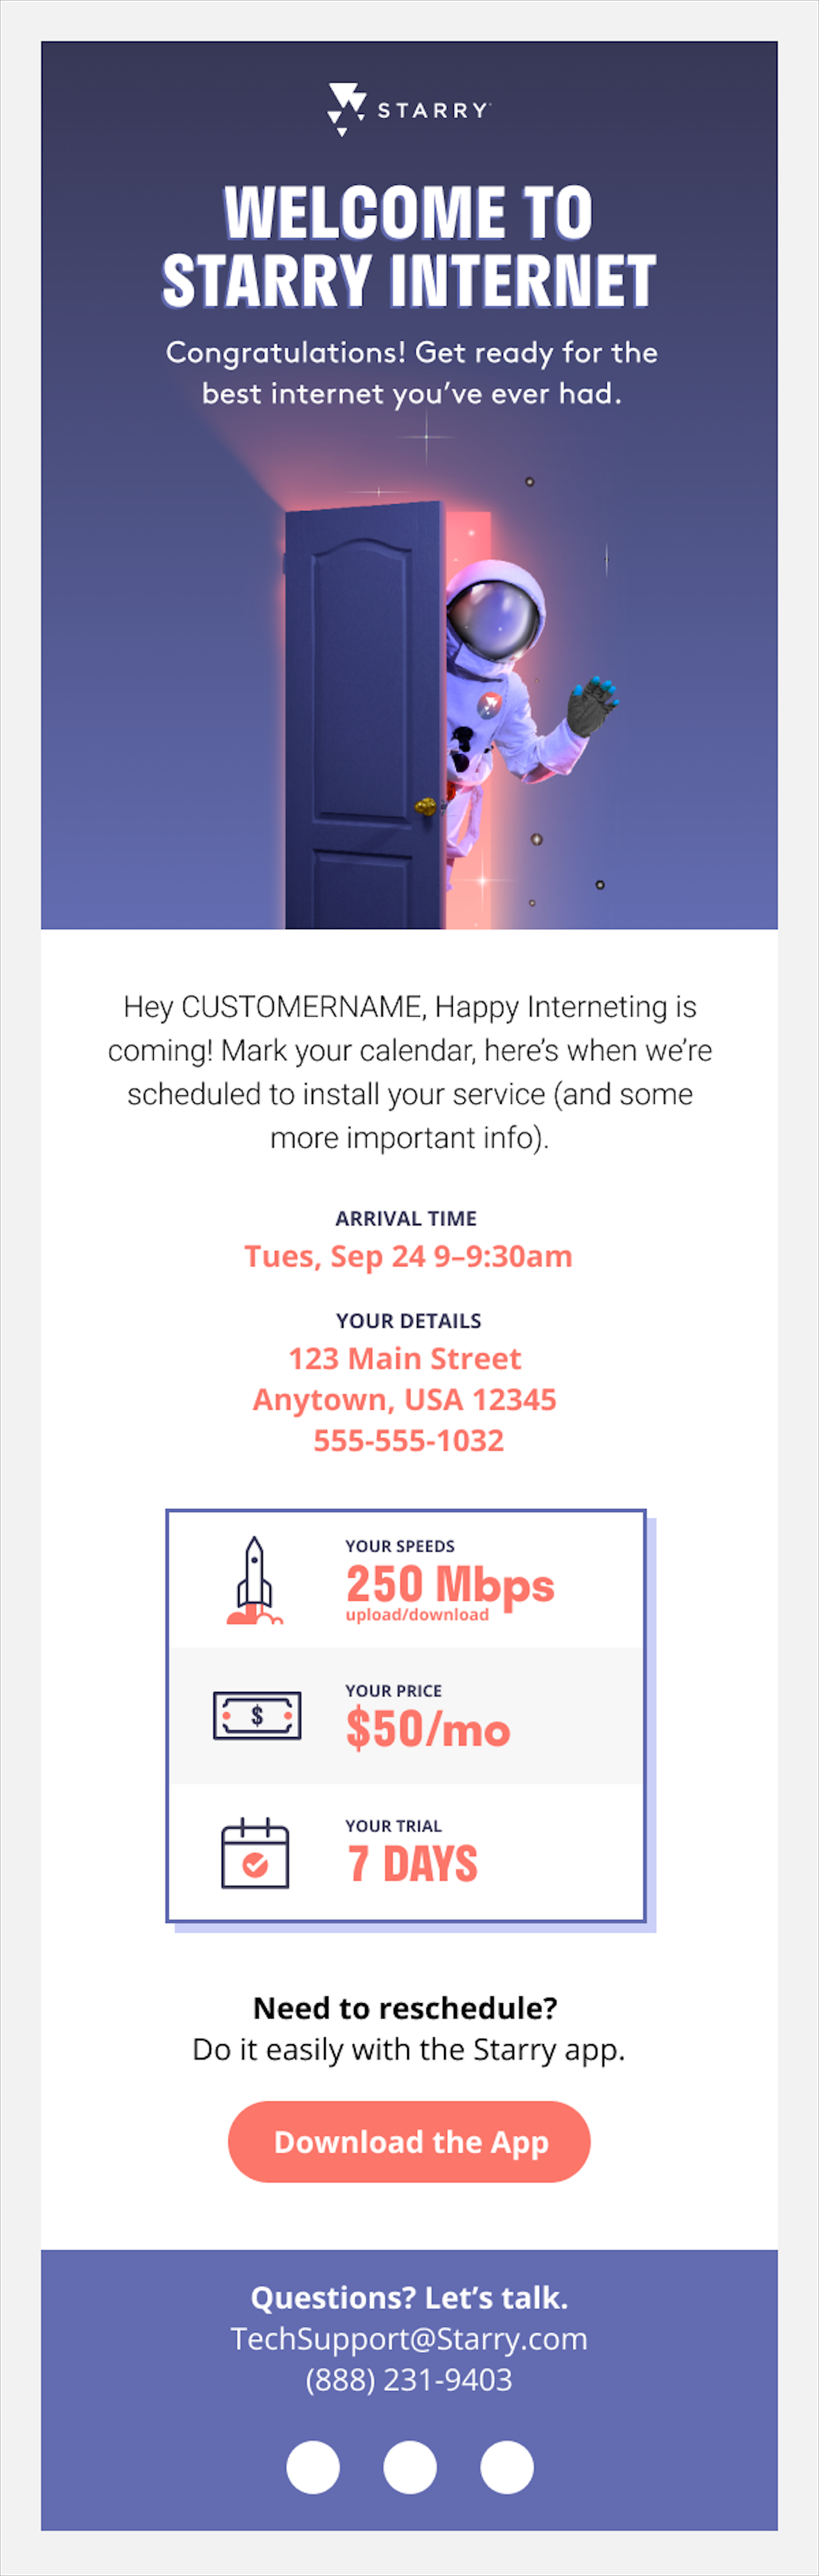 STARRY
WELCOME TO
STARRY INTERNET
Congratulations! Get ready for the
best internet you’ve ever had.
Hey CUSTOMERNAME, Happy Interneting is
coming! Mark your calendar, here’s when we’re
scheduled to install your service (and some
more important info).
ARRIVAL TIME
Tues, Sep 24 9–9:30am
YOUR DETAILS
123 Main Street
Anytown, USA 12345
555-555-1032
YOUR SPEEDS
250 Mbps
upload/download
$
YOUR PRICE
$50/mo
YOUR TRIAL
7 DAYS
Need to reschedule?
Do it easily with the Starry app.
Download the App
Questions? Let’s talk.
TechSupport@Starry.com
(888) 231-9403